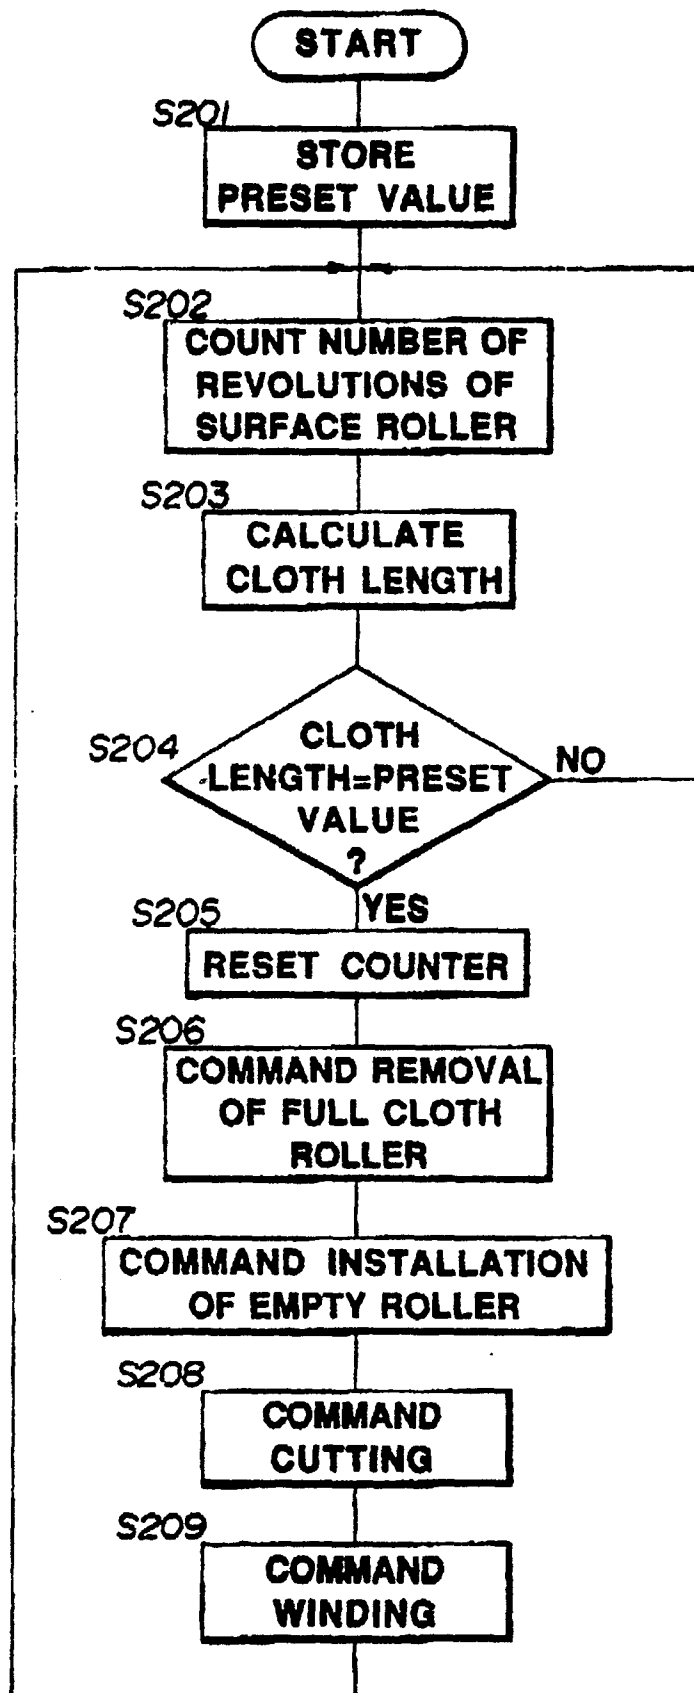 START
S201
STORE
PRESET VALUE
S202
COUNT NUMBER OF
REVOLUTIONS OF
SURFACE ROLLER
S203
CALCULATE
CLOTH LENGTH
S204
CLOTH
LENGTH=PRESET
VALUE
?
NO
YES
S205
RESET COUNTER
S206
COMMAND REMOVAL
OF FULL CLOTH
ROLLER
S207
COMMAND INSTALLATION
OF EMPTY ROLLER
S208
COMMAND
CUTTING
S209
COMMAND
WINDING